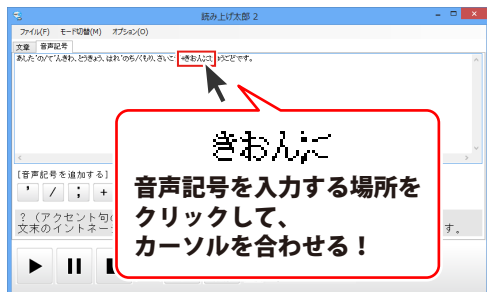 読み上げ太郎 2
ファイル(F) モード切替(M) オプション(O)
文章 音声記号
あした'の/て'んきわ、とうきょう、はれ'のち/くもり、さいこ きおんに うごどです。
[音声記号を追加する]
' / ; +
? (アクセント句
文末のイントネー す。
きおんに
音声記号を入力する場所を
クリックして、
カーソルを合わせる!